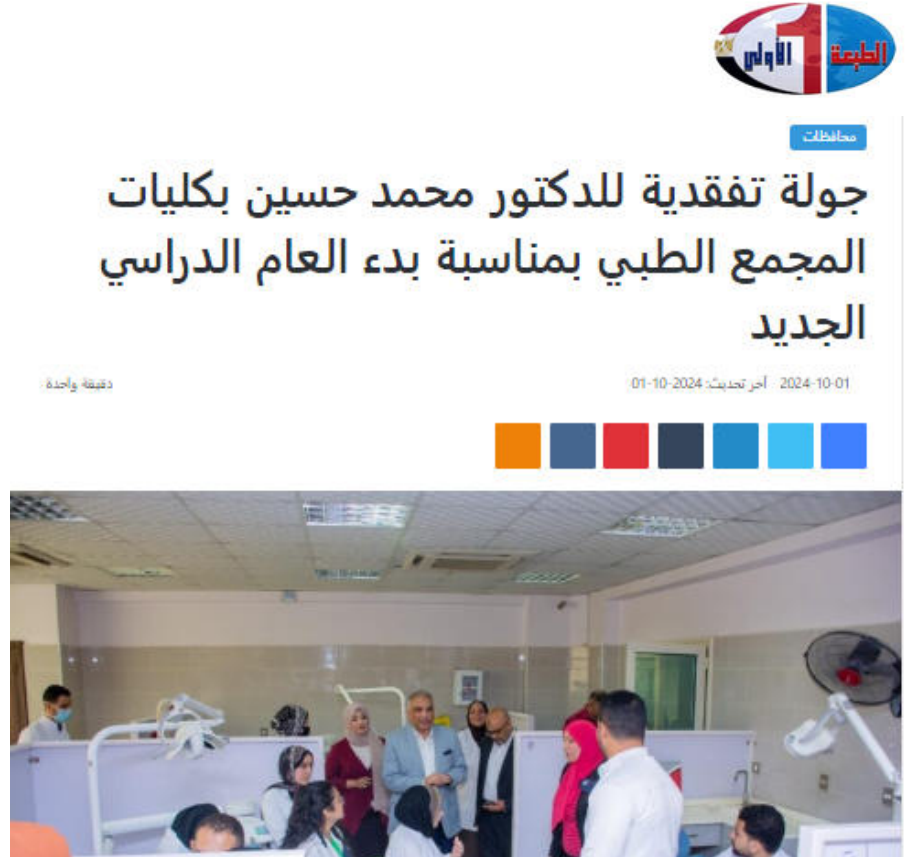 الطبعة 1 الأولى
محافظات
جولة تفقدية للدكتور محمد حسين بكليات
المجمع الطبي بمناسبة بدء العام الدراسي
الجديد
2024-10-01 آخر تحديث: 2024-10-01
دقيقة واحدة